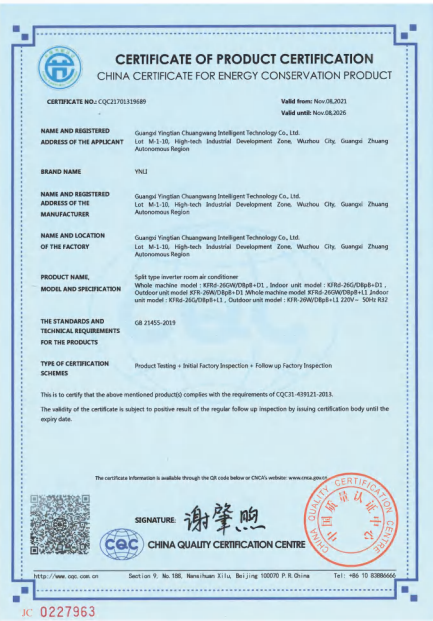 CERTIFICATE OF PRODUCT CERTIFICATION
CHINA CERTIFICATE FOR ENERGY CONSERVATION PRODUCT
CERTIFICATE NO.: CQC21701319689
Valid from: Nov.08,2021
Valid until: Nov.08,2026
NAME AND REGISTERED
ADDRESS OF THE APPLICANT
Guangxi Yingtian Chuangwang Intelligent Technology Co., Ltd.
Lot M-1-10, High-tech Industrial Development Zone, Wuzhou City, Guangxi Zhuang
Autonomous Region
BRAND NAME
YNLI
NAME AND REGISTERED
ADDRESS OF THE
MANUFACTURER
Guangxi Yingtian Chuangwang Intelligent Technology Co., Ltd.
Lot M-1-10, High-tech Industrial Development Zone, Wuzhou City, Guangxi Zhuang
Autonomous Region
NAME AND LOCATION
OF THE FACTORY
Guangxi Yingtian Chuangwang Intelligent Technology Co., Ltd.
Lot M-1-10, High-tech Industrial Development Zone, Wuzhou City, Guangxi Zhuang
Autonomous Region
PRODUCT NAME,
MODEL AND SPECIFICATION
Split type inverter room air conditioner
Whole machine model : KFRd-26GW/DBpB+D1 , Indoor unit model : KFRd-26G/DBpB+D1 ,
Outdoor unit model :KFR-26W/DBpB+D1 ;Whole machine model :KFRd-26GW/DBpB+L1 ,Indoor
unit model : KFRd-26G/DBpB+L1 , Outdoor unit model : KFR-26W/DBpB+L1 220V~ 50Hz R32
THE STANDARDS AND
TECHNICAL REQUIREMENTS
FOR THE PRODUCTS
GB 21455-2019
TYPE OF CERTIFICATION
SCHEMES
Product Testing + Initial Factory Inspection + Follow up Factory Inspection
This is to certify that the above mentioned product(s) complies with the requirements of CQC31-439121-2013.
The validity of the certificate is subject to positive result of the regular follow up inspection by issuing certification body until the
expiry date.
The certificate information is available through the QR code below or CNCA's website: www.cnca.gov.cn
SIGNATURE: 谢肇煦
CQC CHINA QUALITY CERTIFICATION CENTRE
CHINA QUALITY CERTIFICATION CENTRE
中国质量认证中心
http://www.cqc.com.cn
Section 9, No.188, Nansihuan Xilu, Beijing 100070 P.R.China
Tel: +86 10 83886666
JC 0227963